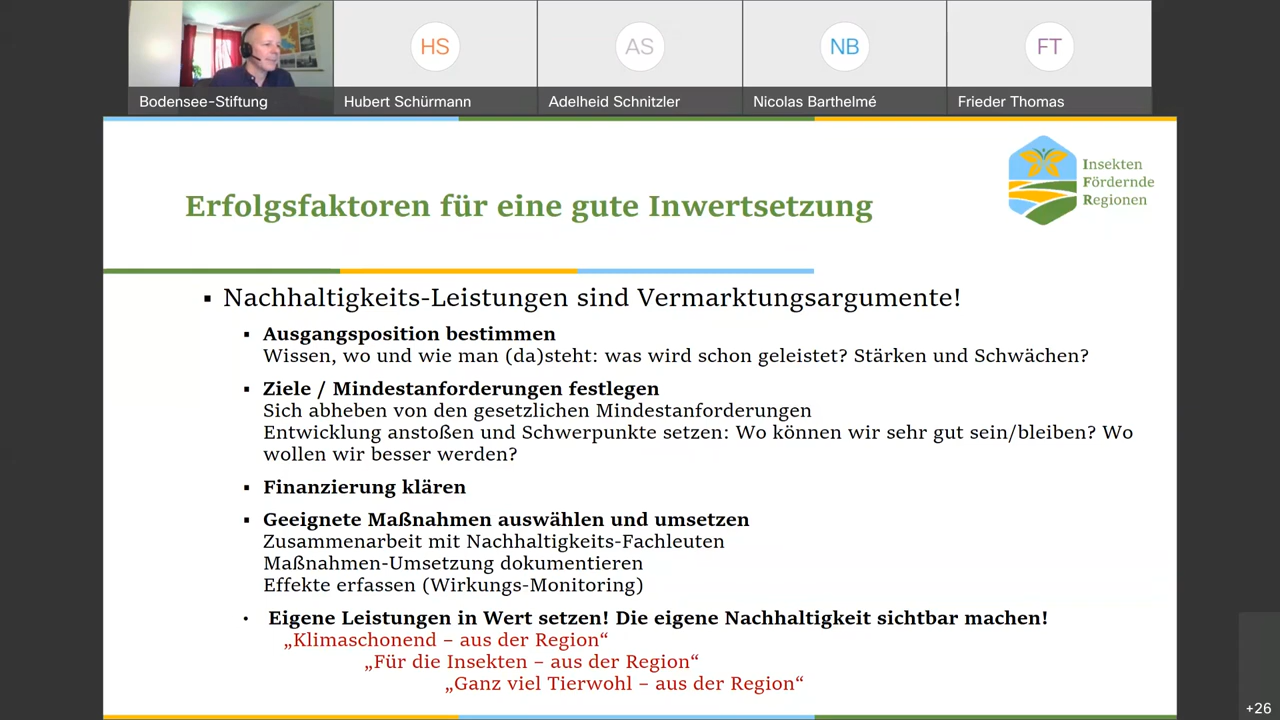 HS
AS
NB
FT
Bodensee-Stiftung
Hubert Schürmann
Adelheid Schnitzler
Nicolas Barthelmé
Frieder Thomas
Insekten
Fördernde
Regionen
Erfolgsfaktoren für eine gute Inwertsetzung
▪ Nachhaltigkeits-Leistungen sind Vermarktungsargumente!
▪ Ausgangsposition bestimmen
Wissen, wo und wie man (da)steht: was wird schon geleistet? Stärken und Schwächen?
▪ Ziele / Mindestanforderungen festlegen
Sich abheben von den gesetzlichen Mindestanforderungen
Entwicklung anstoßen und Schwerpunkte setzen: Wo können wir sehr gut sein/bleiben? Wo
wollen wir besser werden?
▪ Finanzierung klären
▪ Geeignete Maßnahmen auswählen und umsetzen
Zusammenarbeit mit Nachhaltigkeits-Fachleuten
Maßnahmen-Umsetzung dokumentieren
Effekte erfassen (Wirkungs-Monitoring)
• Eigene Leistungen in Wert setzen! Die eigene Nachhaltigkeit sichtbar machen!
„Klimaschonend – aus der Region“
„Für die Insekten – aus der Region“
„Ganz viel Tierwohl – aus der Region“
+26